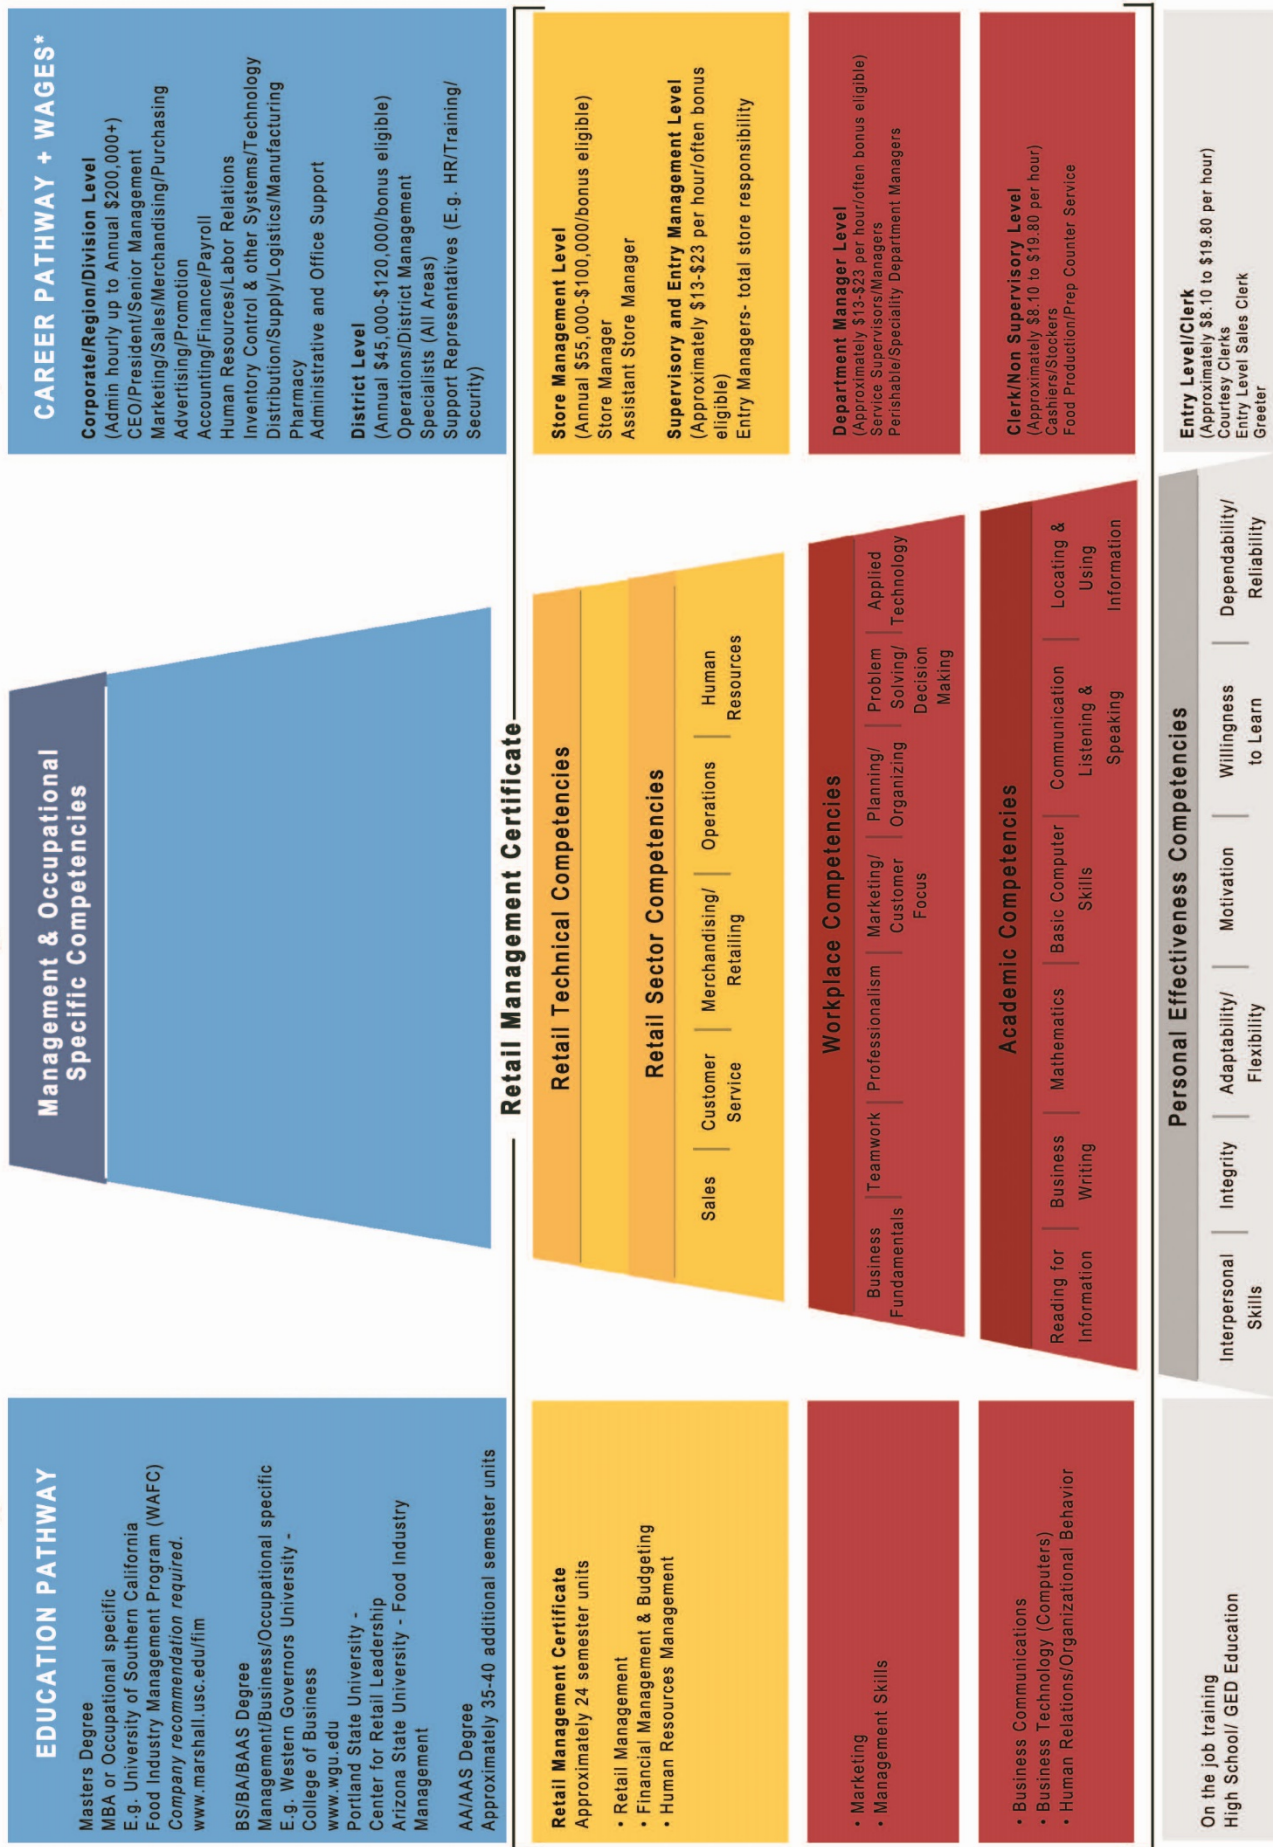 EDUCATION PATHWAY
Masters Degree
MBA or Occupational specific
E.g. University of Southern California
Food Industry Management Program (WAFC)
Company recommendation required.
www.marshall.usc.edu/fim
BS/BA/BAAS Degree
Management/Business/Occupational specific
E.g. Western Governors University -
College of Business
www.wgu.edu
Portland State University -
Center for Retail Leadership
Arizona State University - Food Industry
Management
AA/AAS Degree
Approximately 35-40 additional semester units
Management & Occupational
Specific Competencies
CAREER PATHWAY + WAGES*
Corporate/Region/Division Level
(Admin hourly up to Annual $200,000+)
CEO/President/Senior Management
Marketing/Sales/Merchandising/Purchasing
Advertising/Promotion
Accounting/Finance/Payroll
Human Resources/Labor Relations
Inventory Control & other Systems/Technology
Distribution/Supply/Logistics/Manufacturing
Pharmacy
Administrative and Office Support
District Level
(Annual $45,000-$120,000/bonus eligible)
Operations/District Management
Specialists (All Areas)
Support Representatives (E.g. HR/Training/
Security)
Retail Management Certificate
Retail Management Certificate
Approximately 24 semester units
• Retail Management
• Financial Management & Budgeting
• Human Resources Management
Retail Technical Competencies
Retail Sector Competencies
Sales
Customer
Service
Merchandising/
Retailing
Operations
Human
Resources
Store Management Level
(Annual $55,000-$100,000/bonus eligible)
Store Manager
Assistant Store Manager
Supervisory and Entry Management Level
(Approximately $13-$23 per hour/often bonus
eligible)
Entry Managers- total store responsibility
• Marketing
• Management Skills
Workplace Competencies
Business
Fundamentals
Teamwork
Professionalism
Marketing/
Customer
Focus
Planning/
Organizing
Problem
Solving/
Decision
Making
Applied
Technology
Department Manager Level
(Approximately $13-$23 per hour/often bonus eligible)
Service Supervisors/Managers
Perishable/Speciality Department Managers
• Business Communications
• Business Technology (Computers)
• Human Relations/Organizational Behavior
Academic Competencies
Reading for
Information
Business
Writing
Mathematics
Basic Computer
Skills
Communication
Listening &
Speaking
Locating &
Using
Information
Clerk/Non Supervisory Level
(Approximately $8.10 to $19.80 per hour)
Cashiers/Stockers
Food Production/Prep Counter Service
On the job training
High School/ GED Education
Personal Effectiveness Competencies
Interpersonal
Skills
Integrity
Adaptability/
Flexibility
Motivation
Willingness
to Learn
Dependability/
Reliability
Entry Level/Clerk
(Approximately $8.10 to $19.80 per hour)
Courtesy Clerks
Entry Level Sales Clerk
Greeter